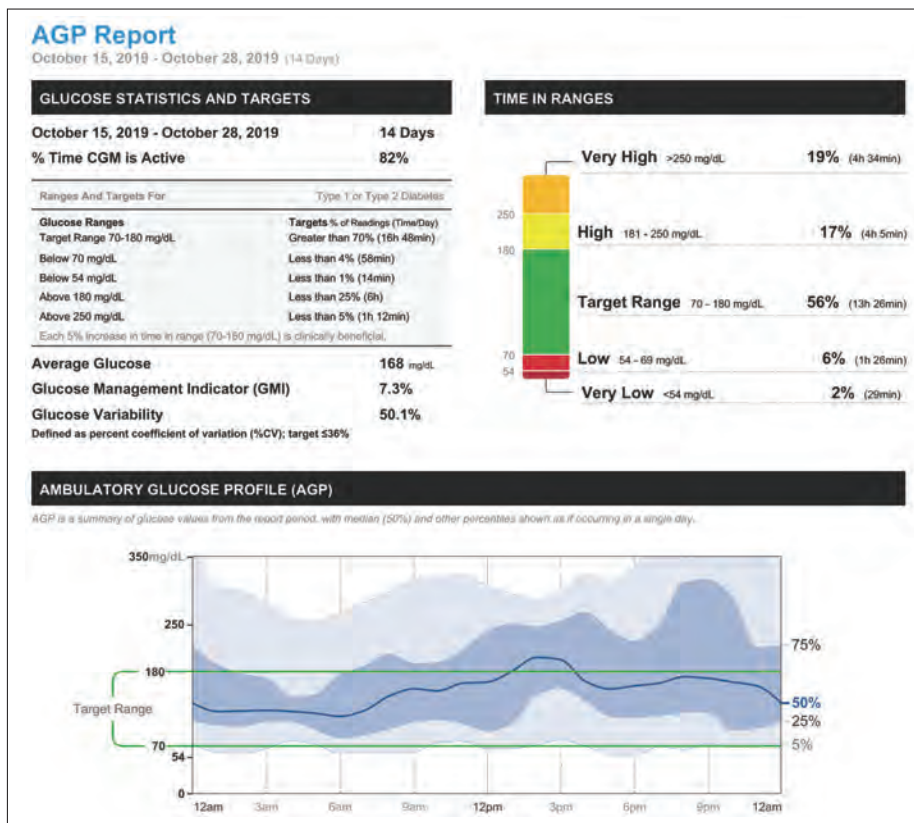 AGP Report
October 15, 2019 - October 28, 2019 (14 Days)
GLUCOSE STATISTICS AND TARGETS
October 15, 2019 - October 28, 2019 14 Days
% Time CGM is Active 82%
Ranges And Targets For Type 1 or Type 2 Diabetes
Glucose Ranges Targets % of Readings (Time/Day)
Target Range 70-180 mg/dL Greater than 70% (16h 48min)
Below 70 mg/dL Less than 4% (58min)
Below 54 mg/dL Less than 1% (14min)
Above 180 mg/dL Less than 25% (6h)
Above 250 mg/dL Less than 5% (1h 12min)
Each 5% increase in time in range (70-180 mg/dL) is clinically beneficial.
Average Glucose 168 mg/dL
Glucose Management Indicator (GMI) 7.3%
Glucose Variability 50.1%
Defined as percent coefficient of variation (%CV); target ≤36%
TIME IN RANGES
Very High >250 mg/dL 19% (4h 34min)
250
High 181 - 250 mg/dL 17% (4h 5min)
180
Target Range 70 - 180 mg/dL 56% (13h 26min)
70
Low 54 - 69 mg/dL 6% (1h 26min)
54
Very Low <54 mg/dL 2% (29min)
AMBULATORY GLUCOSE PROFILE (AGP)
AGP is a summary of glucose values from the report period, with median (50%) and other percentiles shown as if occurring in a single day.
350mg/dL
250
75%
180
Target Range
50%
25%
70
5%
54
0
12am 3am 6am 9am 12pm 3pm 6pm 9pm 12am